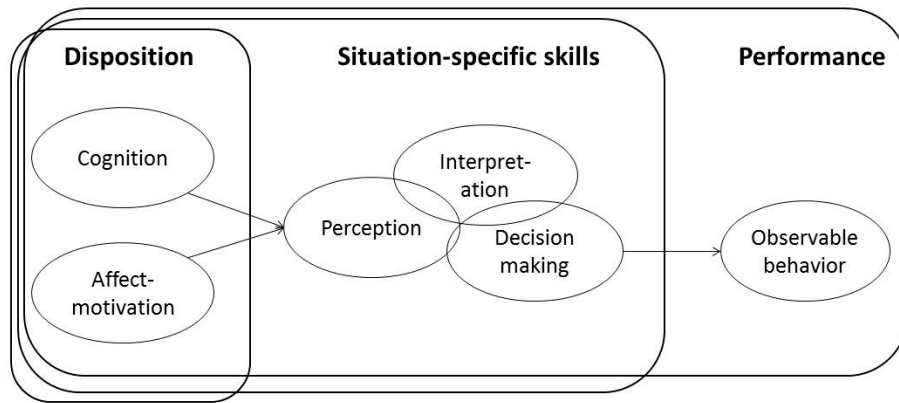 Disposition
Situation-specific skills
Performance
Cognition
Affect-
motivation
Perception
Interpret-
ation
Decision
making
Observable
behavior